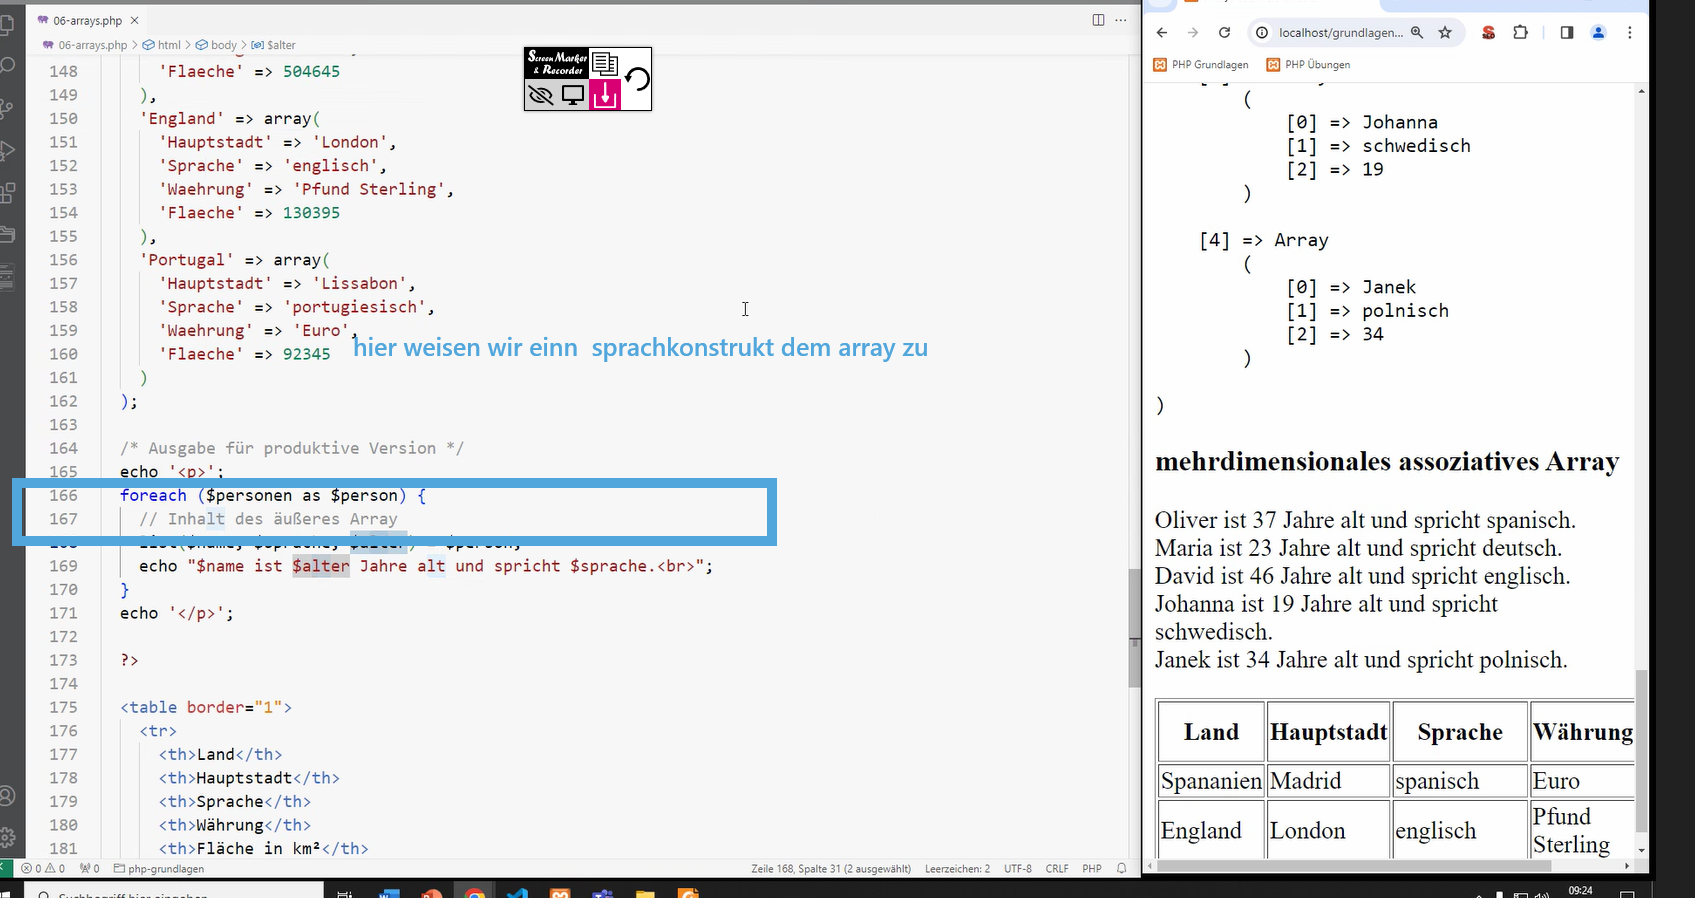 06-arrays.php
06-arrays.php > html > body > $alter
148 'Flaeche' => 504645
149 ),
150 'England' => array(
151 'Hauptstadt' => 'London',
152 'Sprache' => 'englisch',
153 'Waehrung' => 'Pfund Sterling',
154 'Flaeche' => 130395
155 ),
156 'Portugal' => array(
157 'Hauptstadt' => 'Lissabon',
158 'Sprache' => 'portugiesisch',
159 'Waehrung' => 'Euro',
160 'Flaeche' => 92345
161 )
162 );
163
164 /* Ausgabe für produktive Version */
165 echo '<p>';
166 foreach ($personen as $person) {
167 // Inhalt des äußeres Array
168 list($name, $sprache, $alter) = $person;
169 echo "$name ist $alter Jahre alt und spricht $sprache.<br>";
170 }
171 echo '</p>';
172
173 ?>
174
175 <table border="1">
176 <tr>
177 <th>Land</th>
178 <th>Hauptstadt</th>
179 <th>Sprache</th>
180 <th>Währung</th>
181 <th>Fläche in km²</th>
hier weisen wir einn sprachkonstrukt dem array zu
Screen Marker
& Recorder
0 0 0 php-grundlagen
Zeile 168, Spalte 31 (2 ausgewählt) Leerzeichen: 2 UTF-8 CRLF PHP
localhost/grundlagen...
PHP Grundlagen PHP Übungen
(
[0] => Johanna
[1] => schwedisch
[2] => 19
)
[4] => Array
(
[0] => Janek
[1] => polnisch
[2] => 34
)
)
mehrdimensionales assoziatives Array
Oliver ist 37 Jahre alt und spricht spanisch.
Maria ist 23 Jahre alt und spricht deutsch.
David ist 46 Jahre alt und spricht englisch.
Johanna ist 19 Jahre alt und spricht
schwedisch.
Janek ist 34 Jahre alt und spricht polnisch.
Land Hauptstadt Sprache Währung
Spananien Madrid spanisch Euro
England London englisch Pfund
Sterling
Suchbegriff hier eingeben
09:24